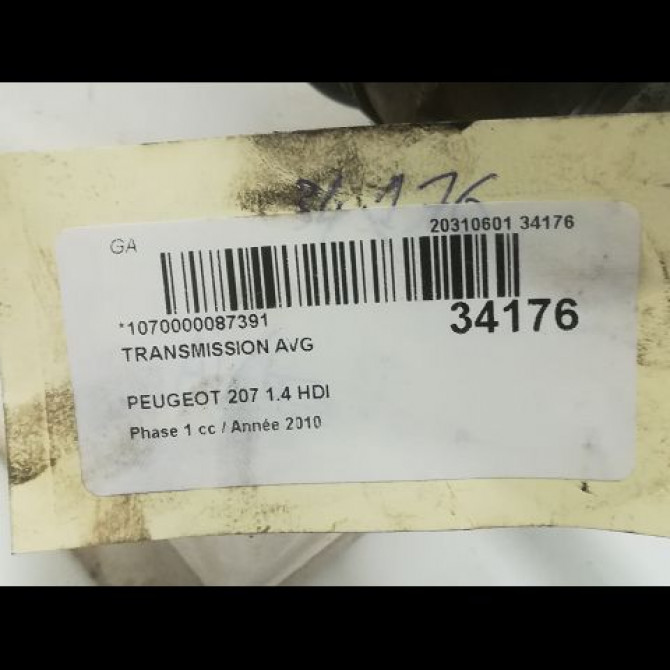 34176
20310601 34176
GA
*1070000087391
34176
TRANSMISSION AVG
PEUGEOT 207 1.4 HDI
Phase 1 cc / Année 2010